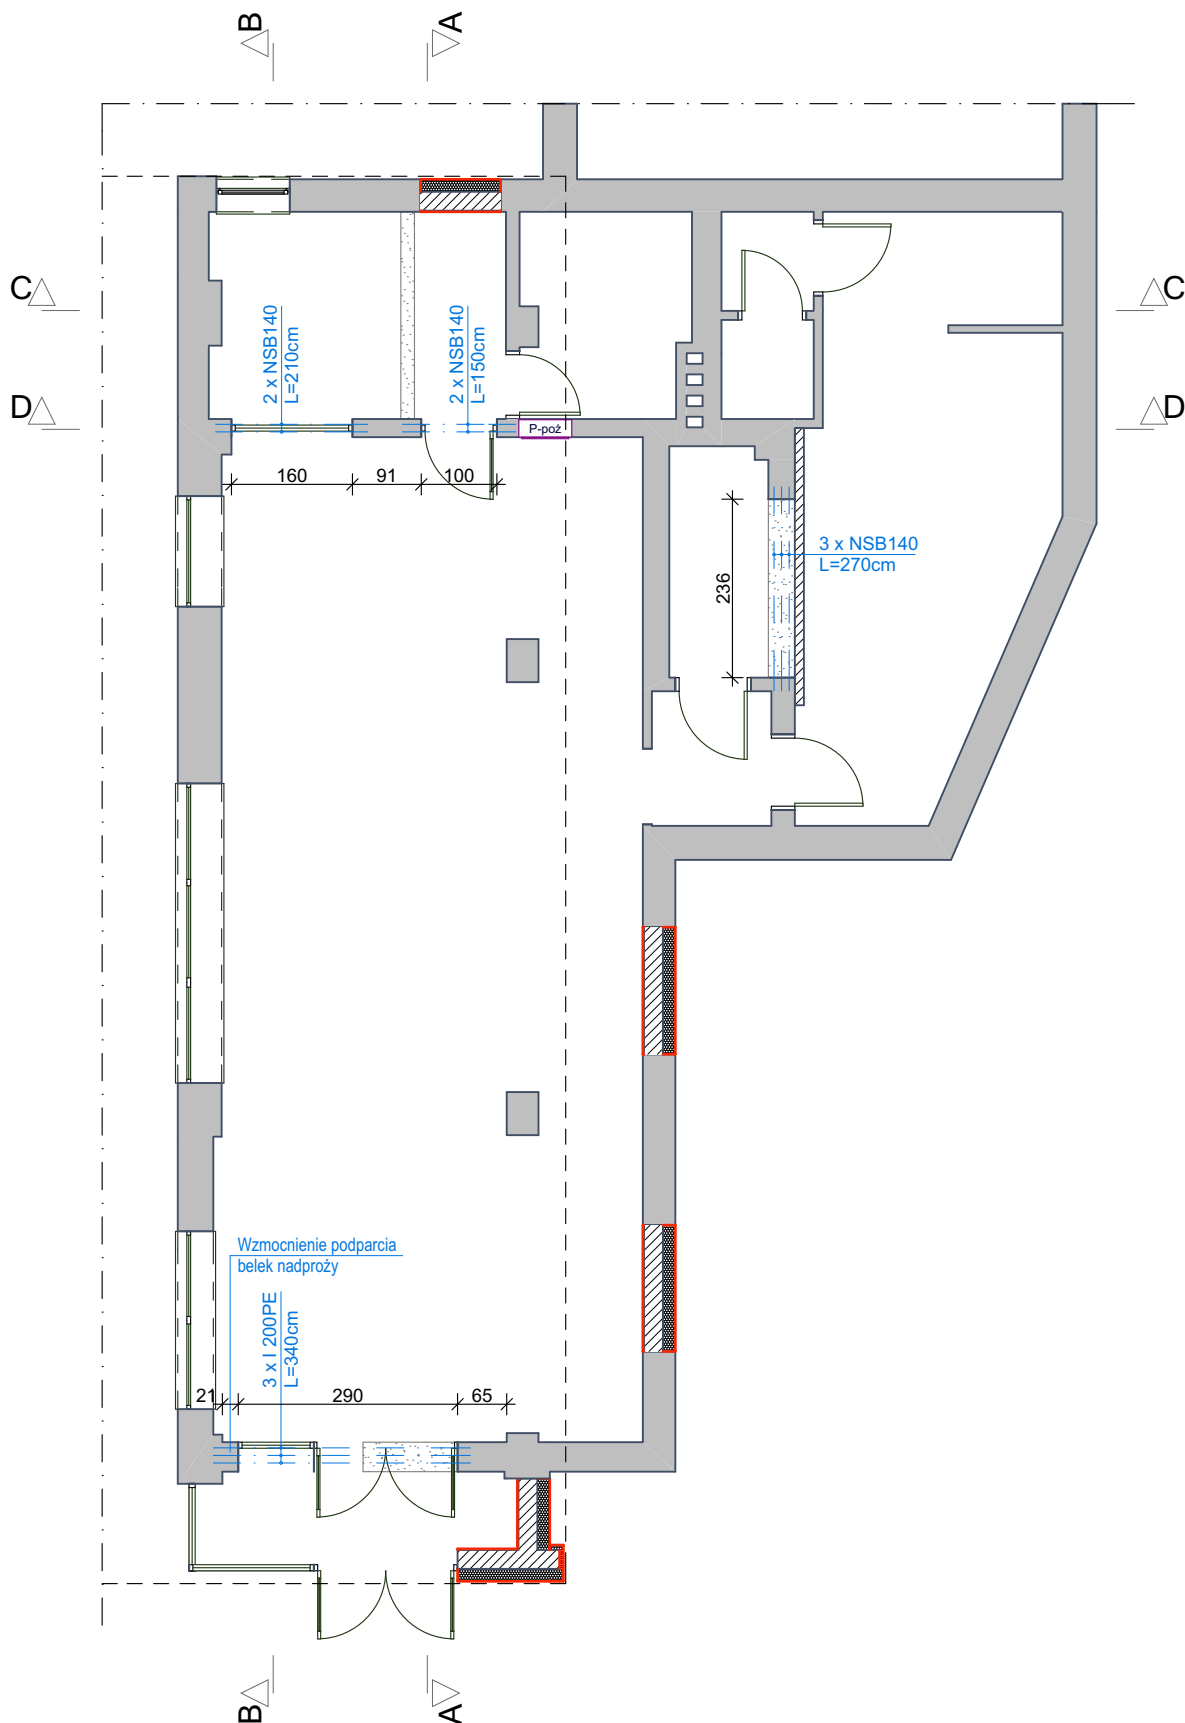 B
A
C
C
2 x NSB140
L=210cm
2 x NSB140
L=150cm
D
D
P-poż
160
91
100
3 x NSB140
L=270cm
236
Wzmocnienie podparcia
belek nadproży
3 x I 200PE
L=340cm
21
290
65
B
A